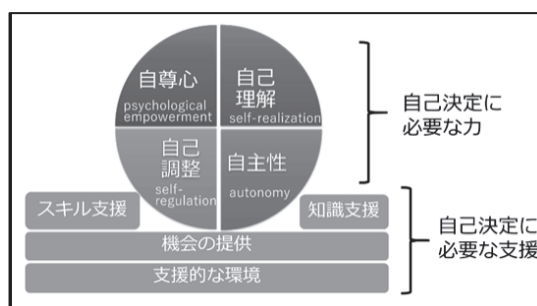 自尊心
psychological
empowerment
自己
理解
self-realization
自己決定に
必要な力
自己
調整
self-
regulation
自主性
autonomy
スキル支援
知識支援
機会の提供
支援的な環境
自己決定に
必要な支援